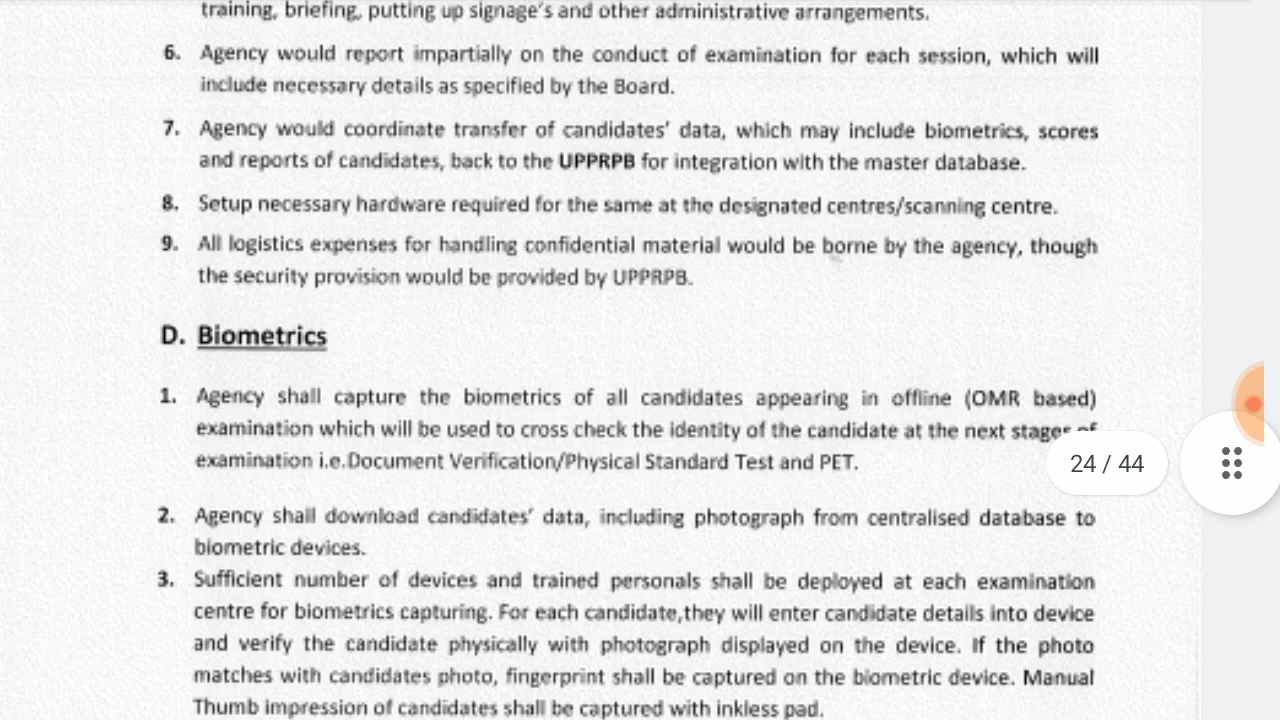 training, briefing, putting up signage's and other administrative arrangements.
6. Agency would report impartially on the conduct of examination for each session, which will
include necessary details as specified by the Board.
7. Agency would coordinate transfer of candidates' data, which may include biometrics, scores
and reports of candidates, back to the UPPRPB for integration with the master database.
8. Setup necessary hardware required for the same at the designated centres/scanning centre.
9. All logistics expenses for handling confidential material would be borne by the agency, though
the security provision would be provided by UPPRPB.
D. Biometrics
1. Agency shall capture the biometrics of all candidates appearing in offline (OMR based)
examination which will be used to cross check the identity of the candidate at the next stages of
examination i.e.Document Verification/Physical Standard Test and PET.
24 / 44
2. Agency shall download candidates' data, including photograph from centralised database to
biometric devices.
3. Sufficient number of devices and trained personals shall be deployed at each examination
centre for biometrics capturing. For each candidate,they will enter candidate details into device
and verify the candidate physically with photograph displayed on the device. If the photo
matches with candidates photo, fingerprint shall be captured on the biometric device. Manual
Thumb impression of candidates shall be captured with inkless pad.